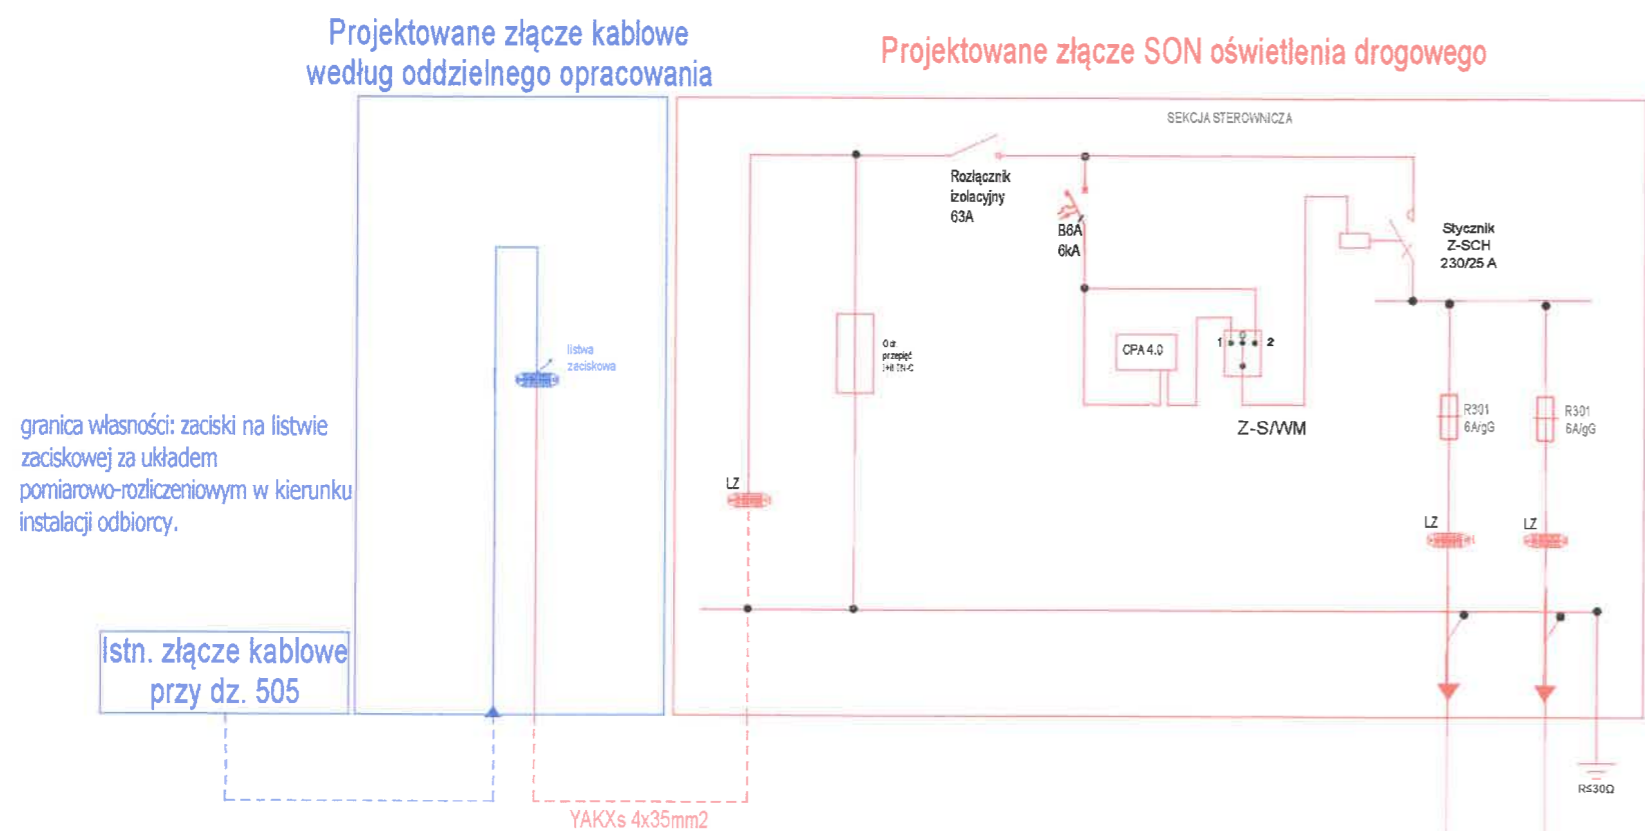 Projektowane złącze kablowe
według oddzielnego opracowania
Projektowane złącze SON oświetlenia drogowego
SEKCJA STEROWNICZA
Rozłącznik
izolacyjny
63A
B6A
6kA
Stycznik
Z-SCH
230/25 A
listwa
zaciskowa
przepięć
CPA 4.0
1
0
2
Z-S/WM
R301
6A/gG
R301
6A/gG
granica własności: zaciski na listwie
zaciskowej za układem
pomiarowo-rozliczeniowym w kierunku
instalacji odbiorcy.
LZ
LZ
LZ
Istn. złącze kablowe
przy dz. 505
R≤30Ω
YAKXs 4x35mm2